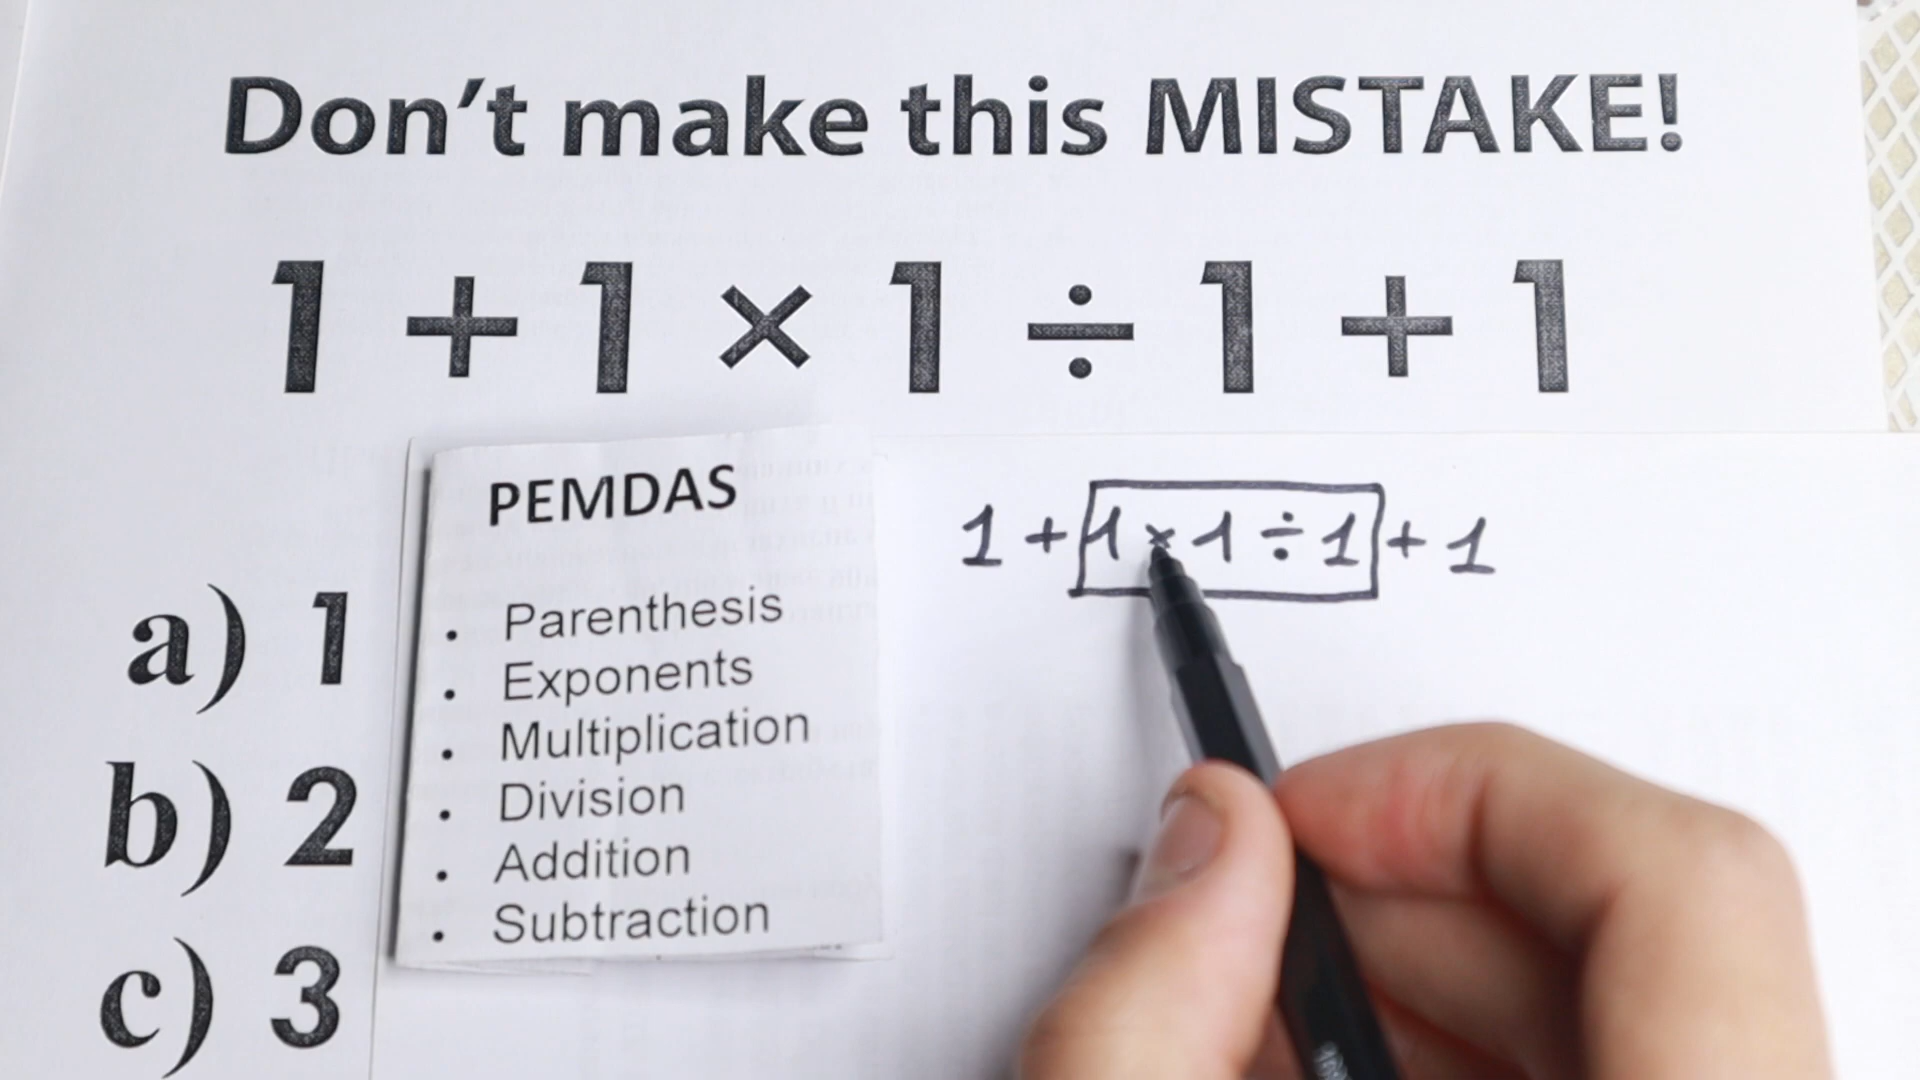 Don't make this MISTAKE!
1 + 1 × 1 ÷ 1 + 1
PEMDAS
• Parenthesis
• Exponents
• Multiplication
• Division
• Addition
• Subtraction
1 + 1 × 1 ÷ 1 + 1
a) 1
b) 2
c) 3